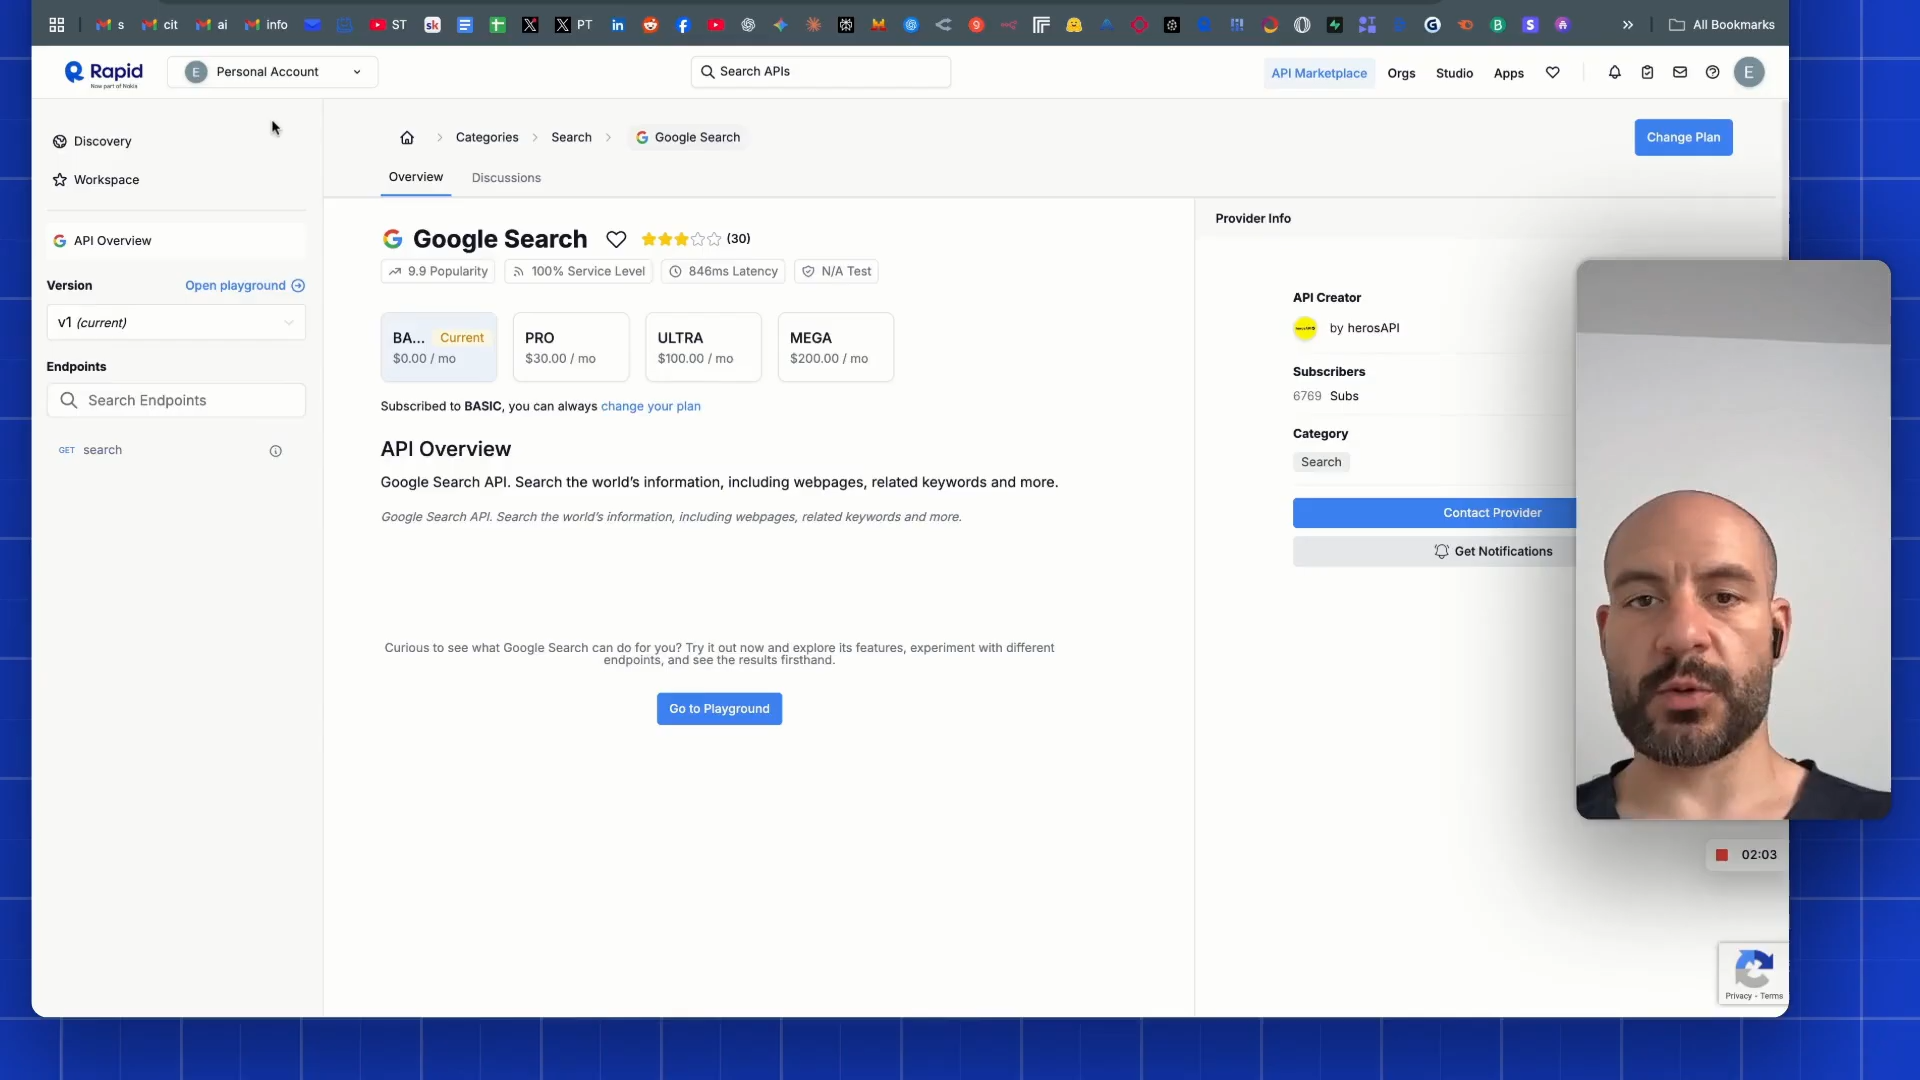 s
cit
ai
info
ST
PT
All Bookmarks
Rapid
Now part of Nokia
E
Personal Account
Search APIs
API Marketplace
Orgs
Studio
Apps
E
Discovery
Workspace
API Overview
Version
Open playground
v1 (current)
Endpoints
Search Endpoints
GET search
Categories
Search
Google Search
Change Plan
Overview
Discussions
Google Search
(30)
9.9 Popularity
100% Service Level
846ms Latency
N/A Test
BA...
Current
$0.00 / mo
PRO
$30.00 / mo
ULTRA
$100.00 / mo
MEGA
$200.00 / mo
Subscribed to BASIC, you can always change your plan
API Overview
Google Search API. Search the world's information, including webpages, related keywords and more.
Google Search API. Search the world's information, including webpages, related keywords and more.
Curious to see what Google Search can do for you? Try it out now and explore its features, experiment with different
endpoints, and see the results firsthand.
Go to Playground
Provider Info
API Creator
by herosAPI
Subscribers
6769 Subs
Category
Search
Contact Provider
Get Notifications
02:03
Privacy - Terms